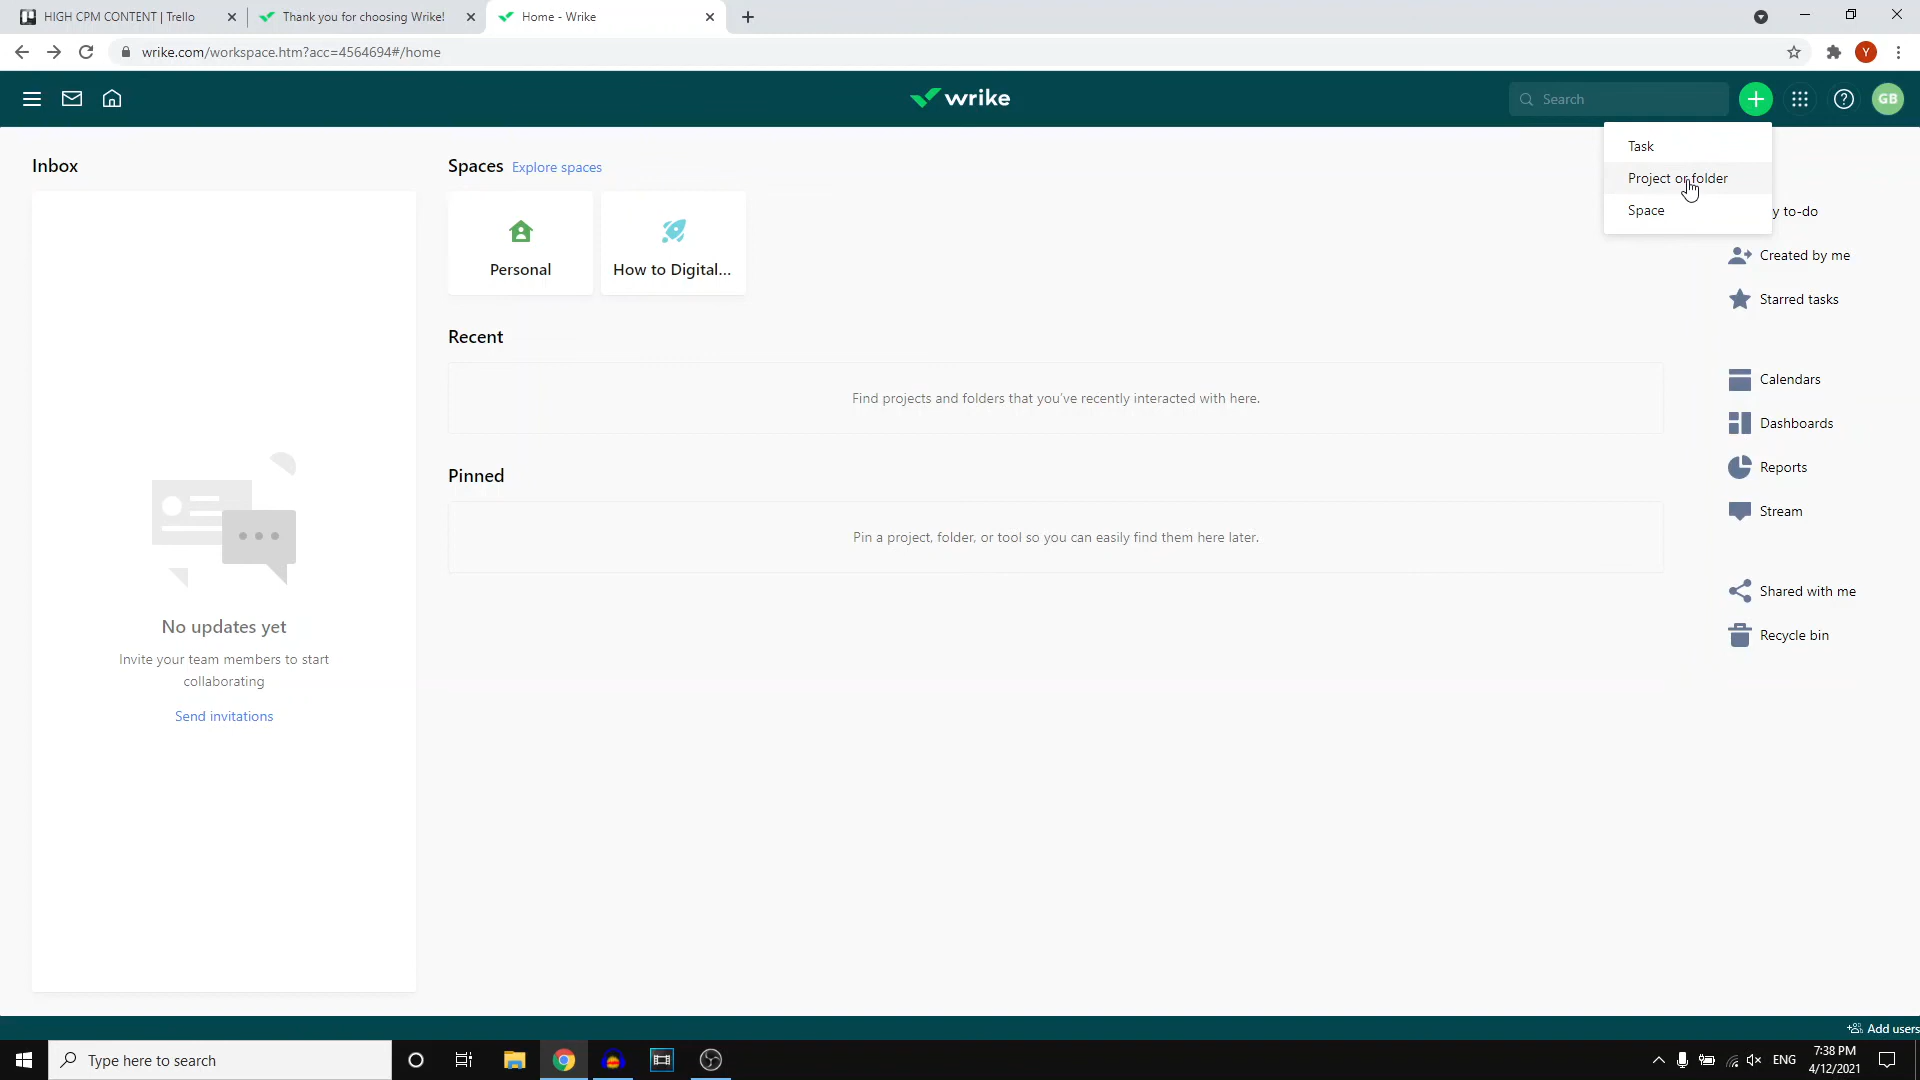 HIGH CPM CONTENT | Trello
Thank you for choosing Wrike!
Home - Wrike
wrike.com/workspace.htm?acc=4564694#/home
Y
wrike
Search
GB
Task
Project or folder
Space
Inbox
Spaces Explore spaces
Personal
How to Digital...
y to-do
Created by me
Starred tasks
Recent
Find projects and folders that you've recently interacted with here.
Calendars
Dashboards
Reports
Stream
Pinned
Pin a project, folder, or tool so you can easily find them here later.
Shared with me
Recycle bin
No updates yet
Invite your team members to start
collaborating
Send invitations
Add users
Type here to search
ENG
7:38 PM
4/12/2021